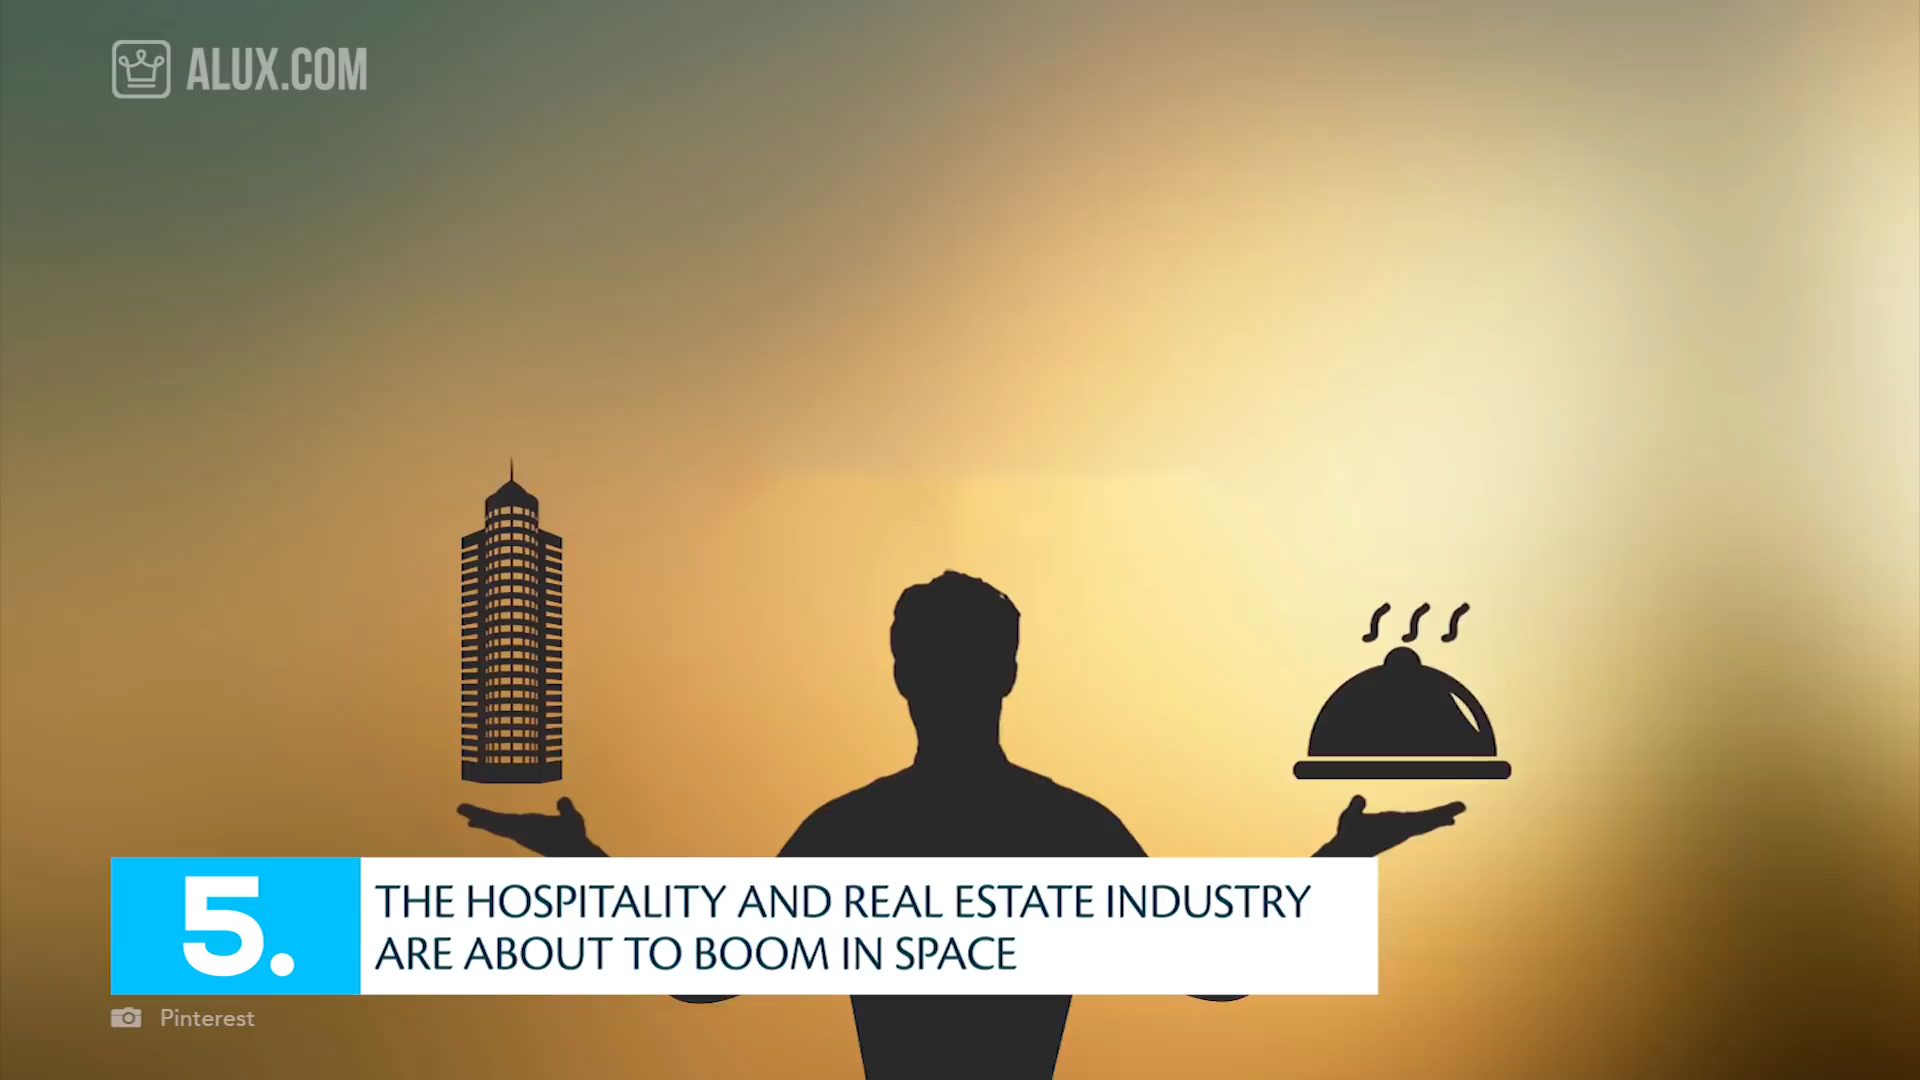 ALUX.COM
5.
THE HOSPITALITY AND REAL ESTATE INDUSTRY
ARE ABOUT TO BOOM IN SPACE
Pinterest